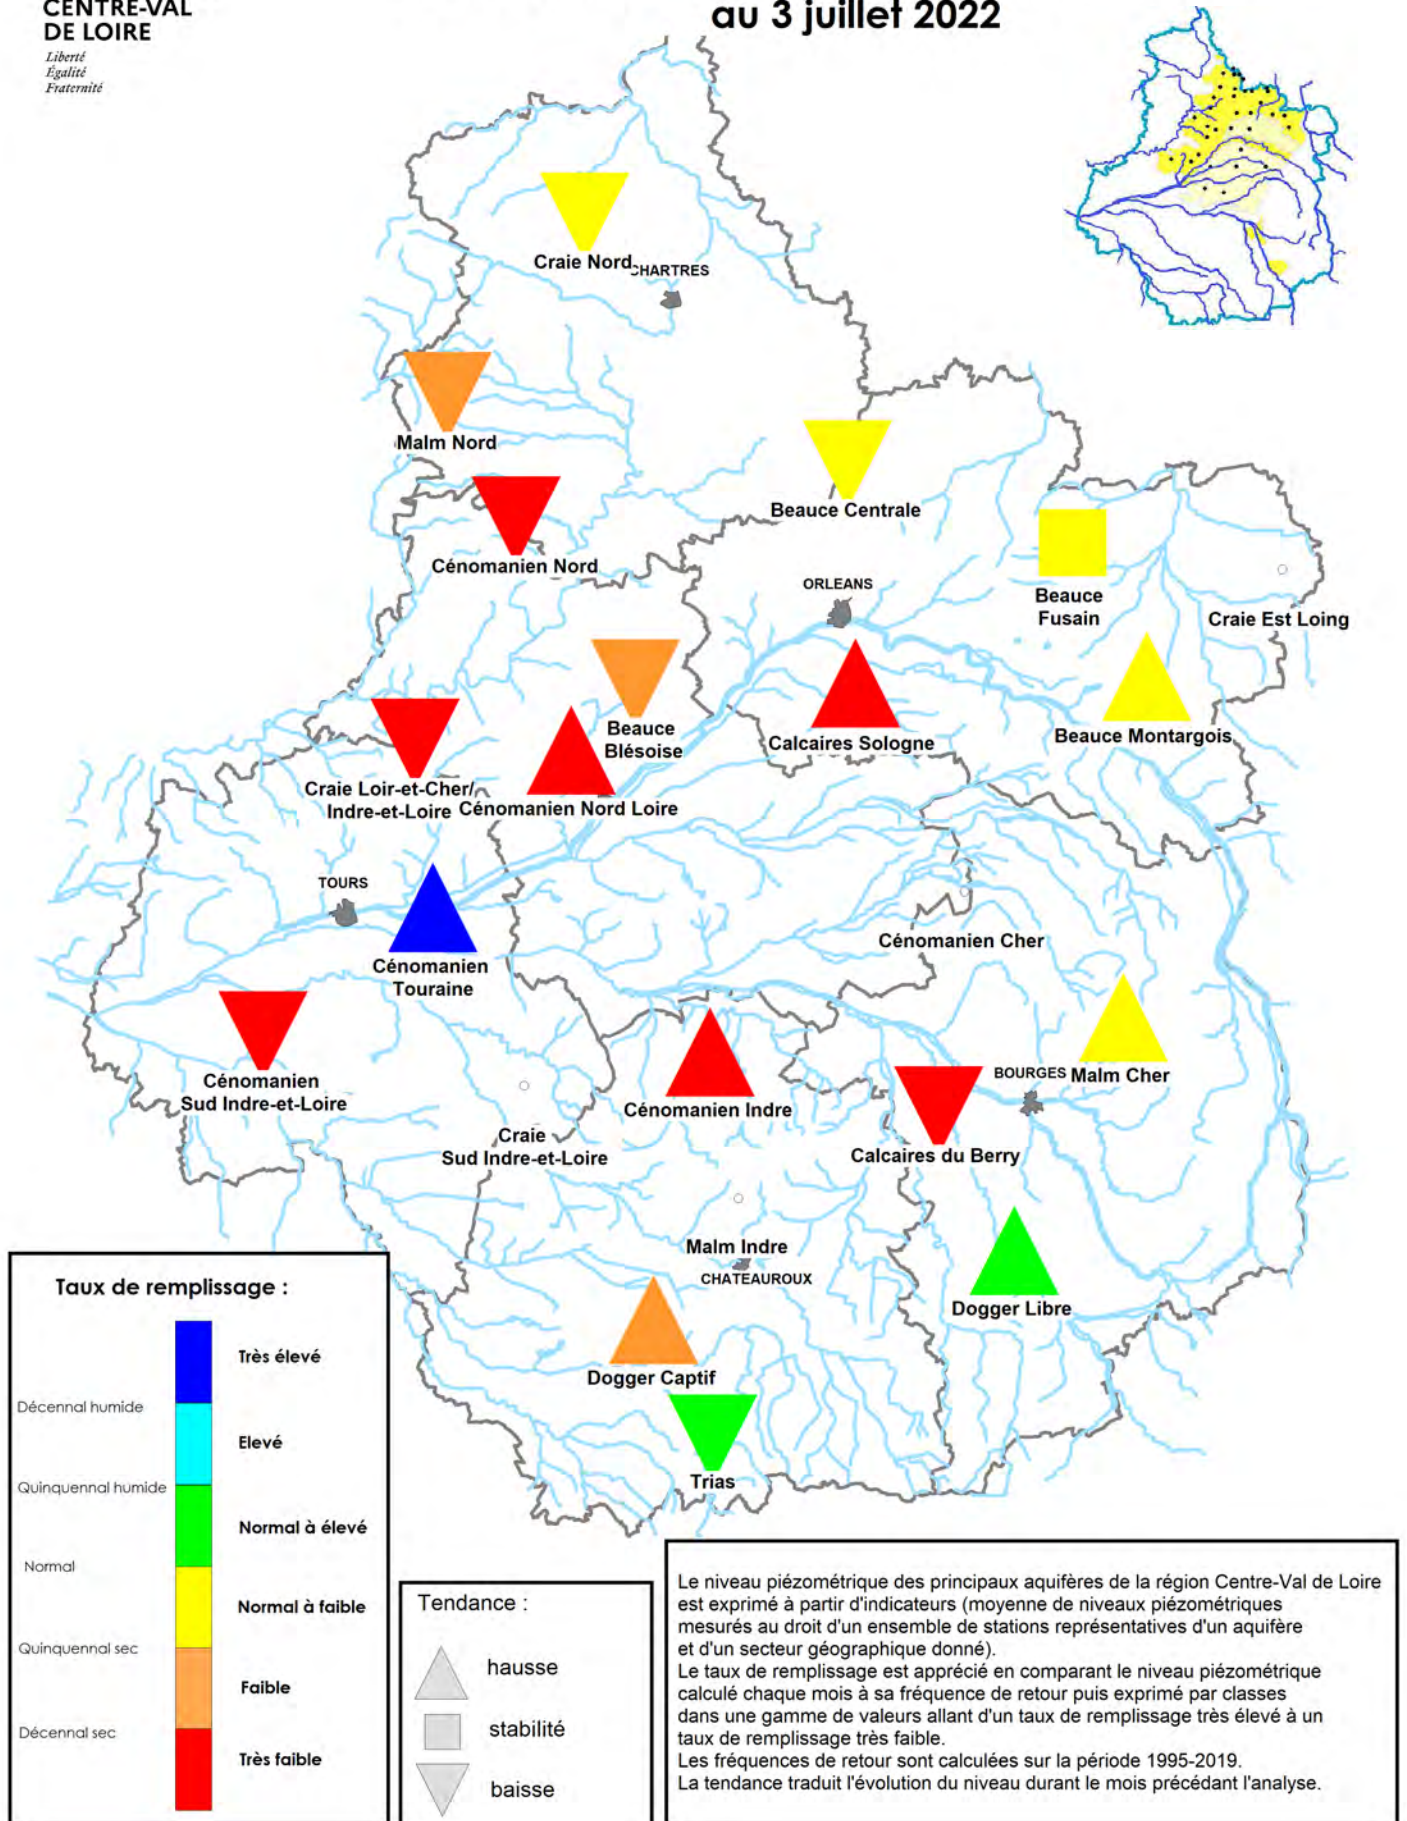 CENTRE-VAL
DE LOIRE
Liberté
Égalité
Fraternité
au 3 juillet 2022
Craie Nord
CHARTRES
Malm Nord
Beauce Centrale
Cénomanien Nord
ORLEANS
Beauce
Fusain
Craie Est Loing
Beauce
Blésoise
Calcaires Sologne
Beauce Montargois
Craie Loir-et-Cher/
Indre-et-Loire
Cénomanien Nord Loire
TOURS
Cénomanien
Touraine
Cénomanien Cher
Cénomanien
Sud Indre-et-Loire
BOURGES
Malm Cher
Cénomanien Indre
Craie
Sud Indre-et-Loire
Calcaires du Berry
Malm Indre
CHATEAUROUX
Dogger Libre
Dogger Captif
Trias
Taux de remplissage :
Très élevé
Décennal humide
Elevé
Quinquennal humide
Normal à élevé
Normal
Normal à faible
Quinquennal sec
Faible
Décennal sec
Très faible
Tendance :
hausse
stabilité
baisse
Le niveau piézométrique des principaux aquifères de la région Centre-Val de Loire
est exprimé à partir d'indicateurs (moyenne de niveaux piézométriques
mesurés au droit d'un ensemble de stations représentatives d'un aquifère
et d'un secteur géographique donné).
Le taux de remplissage est apprécié en comparant le niveau piézométrique
calculé chaque mois à sa fréquence de retour puis exprimé par classes
dans une gamme de valeurs allant d'un taux de remplissage très élevé à un
taux de remplissage très faible.
Les fréquences de retour sont calculées sur la période 1995-2019.
La tendance traduit l'évolution du niveau durant le mois précédant l'analyse.